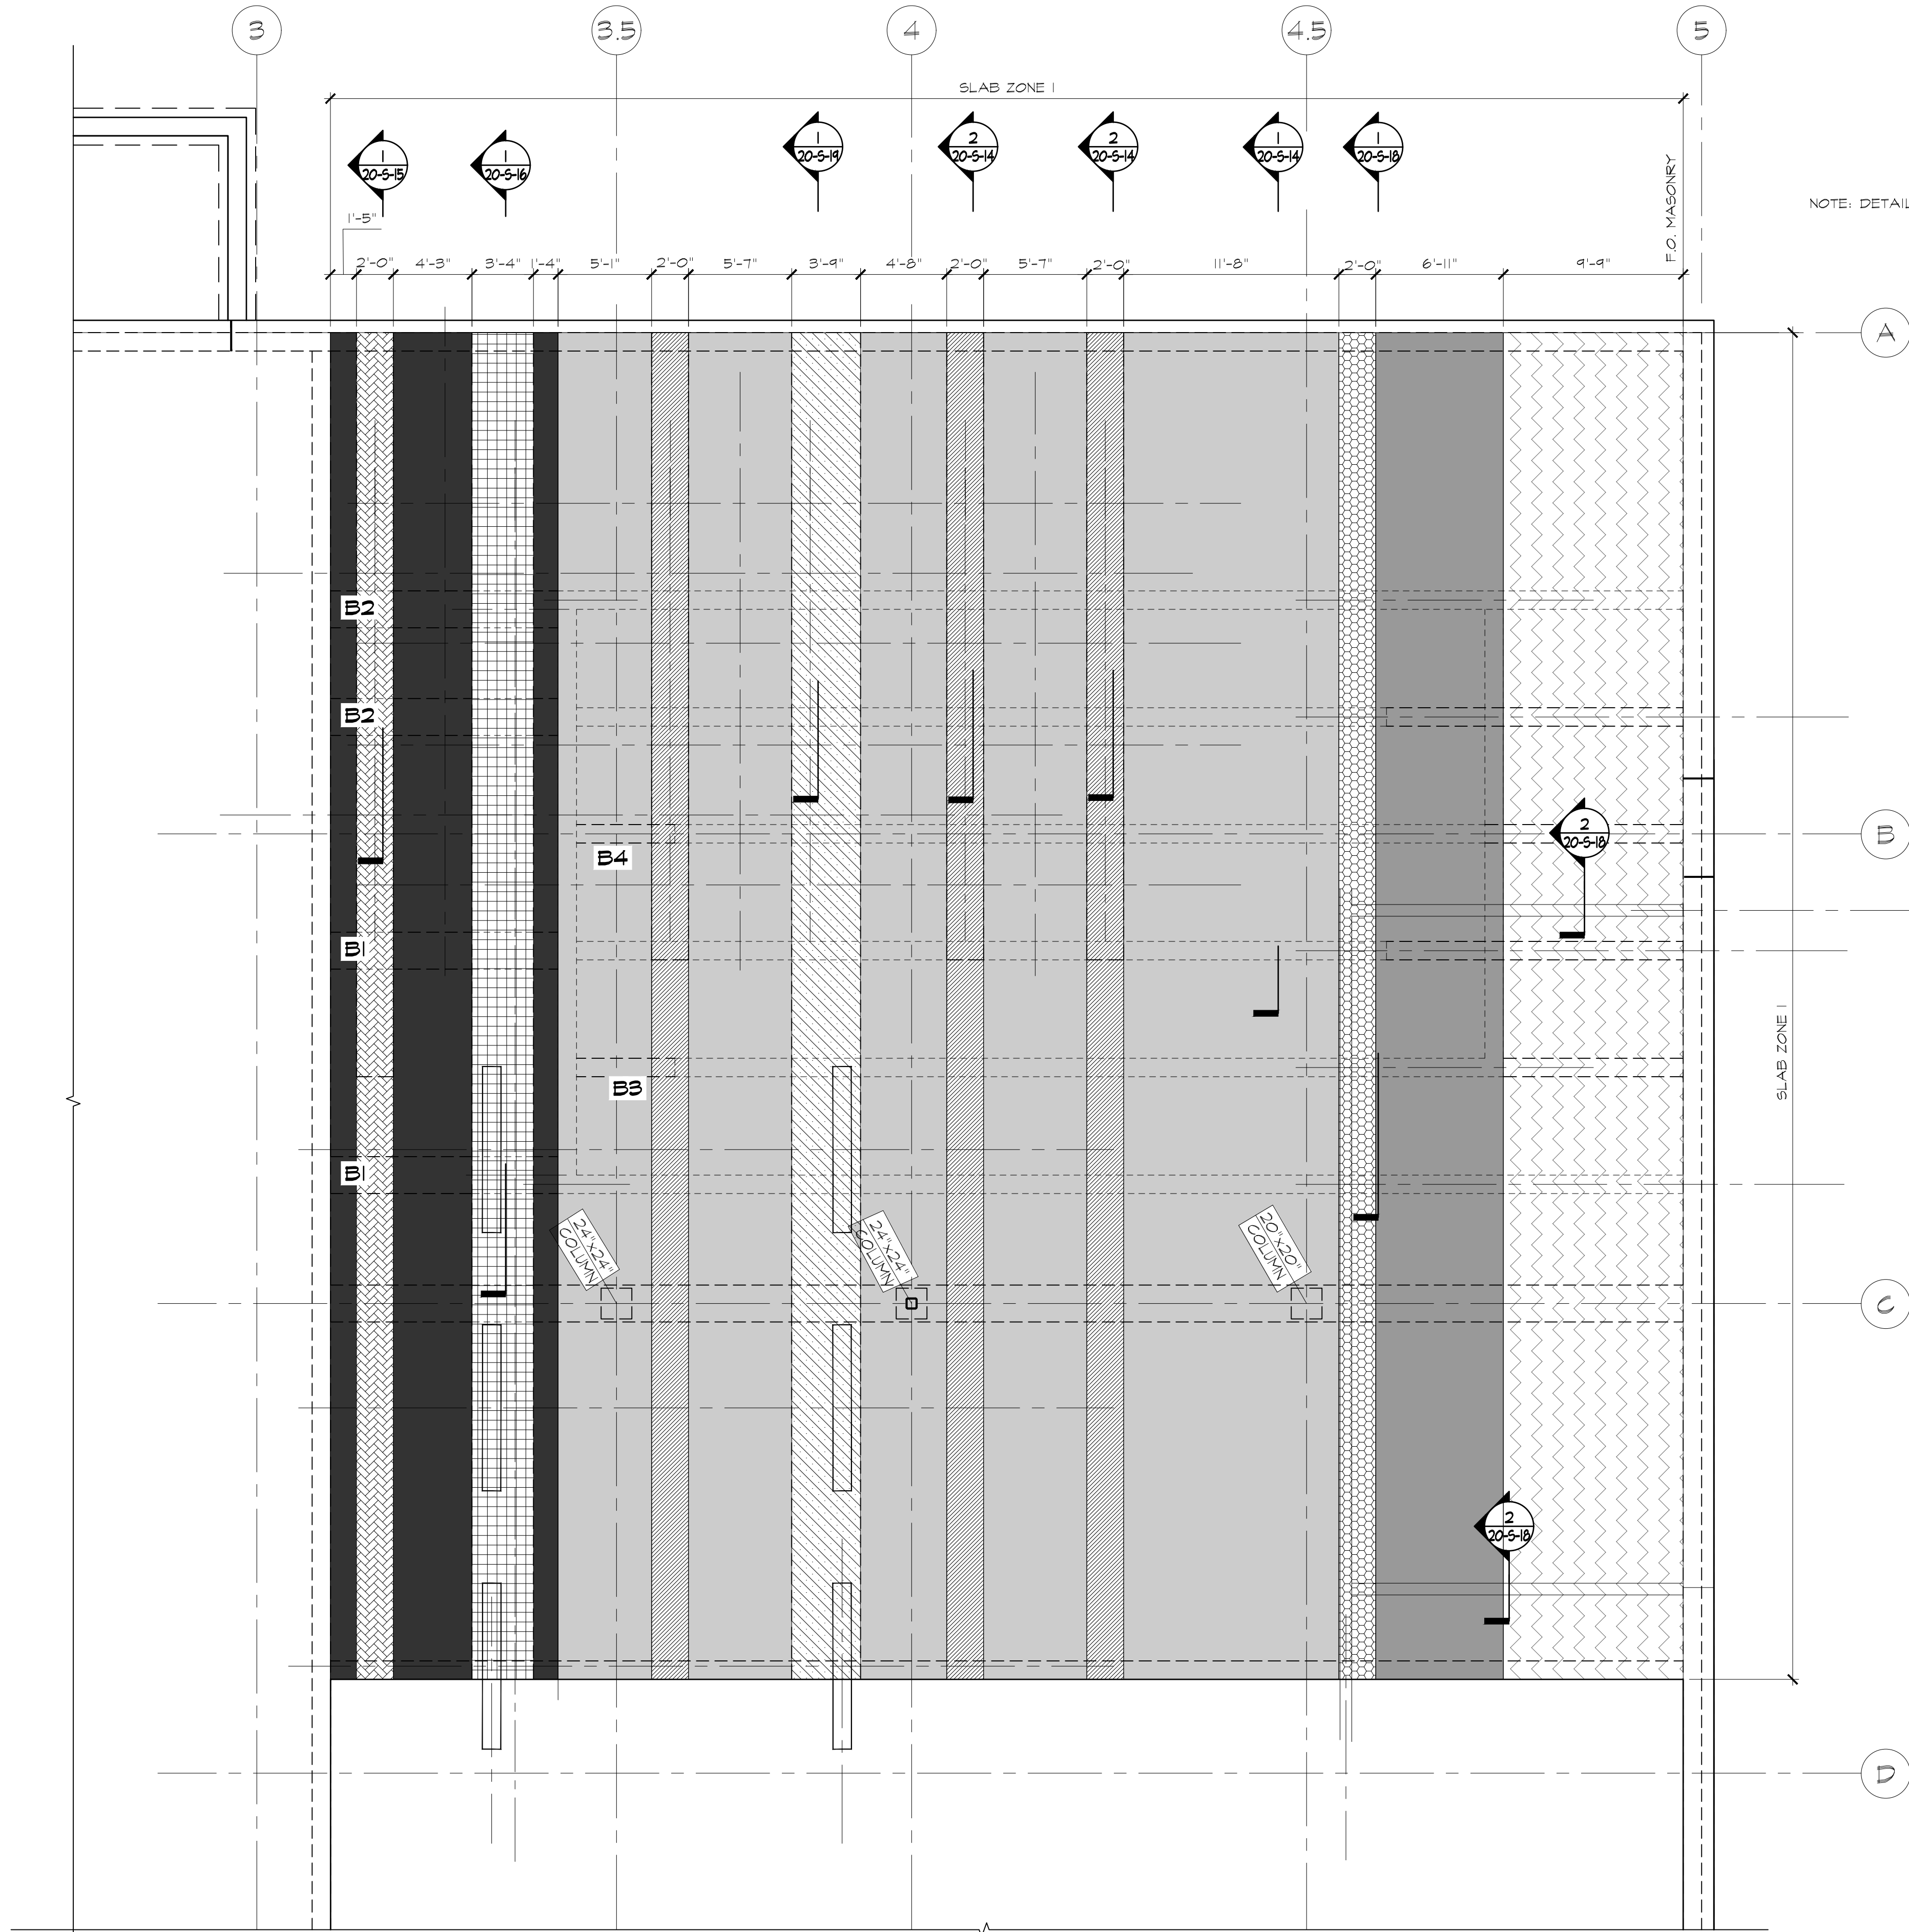 3
3.5
4
4.5
5
SLAB ZONE 1
1
20-S-15
1
20-S-16
1
20-S-19
2
20-S-14
2
20-S-14
1
20-S-14
1
20-S-18
F.O. MASONRY
NOTE: DETAIL
1'-5"
2'-0"
4'-3"
3'-4"
1'-4"
5'-1"
2'-0"
5'-7"
3'-9"
4'-8"
2'-0"
5'-7"
2'-0"
11'-8"
2'-0"
6'-11"
9'-9"
A
B2
B2
2
20-S-18
B
B4
B1
SLAB ZONE 1
B3
B1
24"x24"
COLUMN
24"x24"
COLUMN
20"x20"
COLUMN
C
2
20-S-18
D